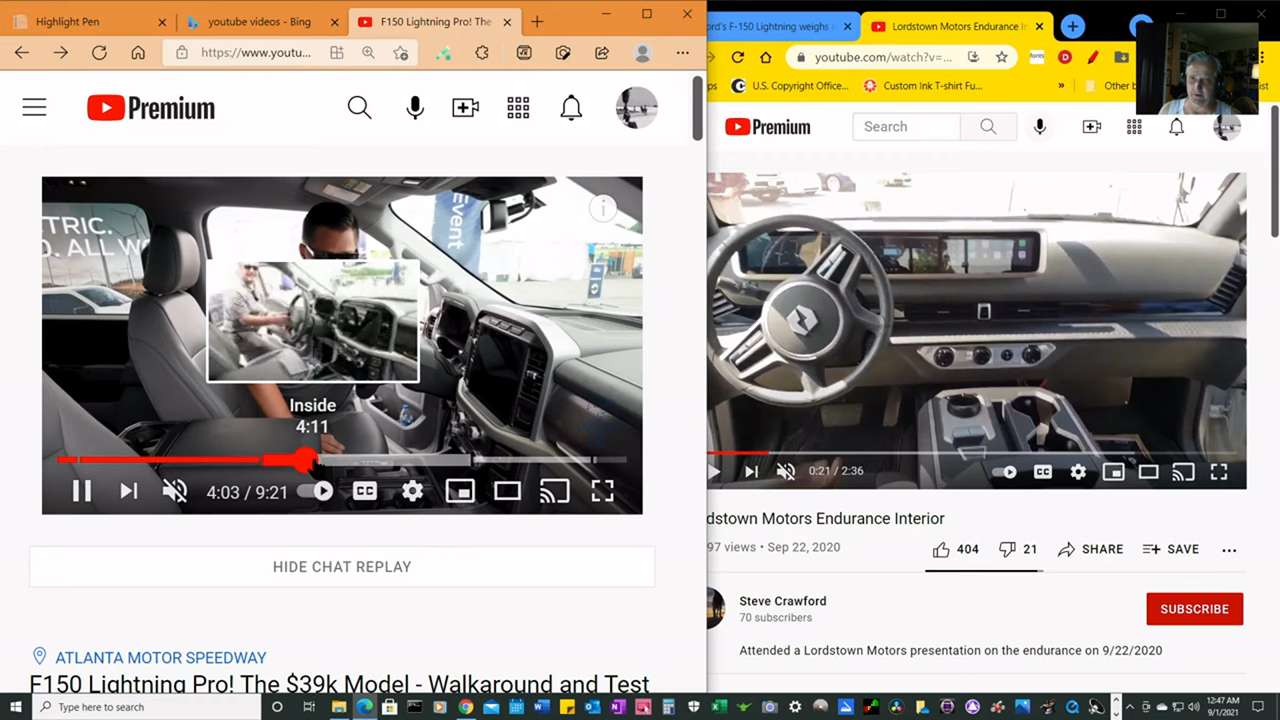 Highlight Pen
youtube videos - Bing
F150 Lightning Pro! The
ord's F-150 Lightning weighs
Lordstown Motors Endurance In
https://www.youtu...
youtube.com/watch?v=...
fonts
U.S. Copyright Office...
Custom Ink T-shirt Fu...
»
Other b
Premium
Premium
Search
TRIC.
D. ALL
Event
Inside
4:11
4:03 / 9:21
CC
0:21 / 2:36
CC
HIDE CHAT REPLAY
dstown Motors Endurance Interior
97 views • Sep 22, 2020
404
21
SHARE
SAVE
Steve Crawford
70 subscribers
SUBSCRIBE
Attended a Lordstown Motors presentation on the endurance on 9/22/2020
ATLANTA MOTOR SPEEDWAY
F150 Lightning Pro! The $39k Model - Walkaround and Test
Type here to search
12:47 AM
9/1/2021